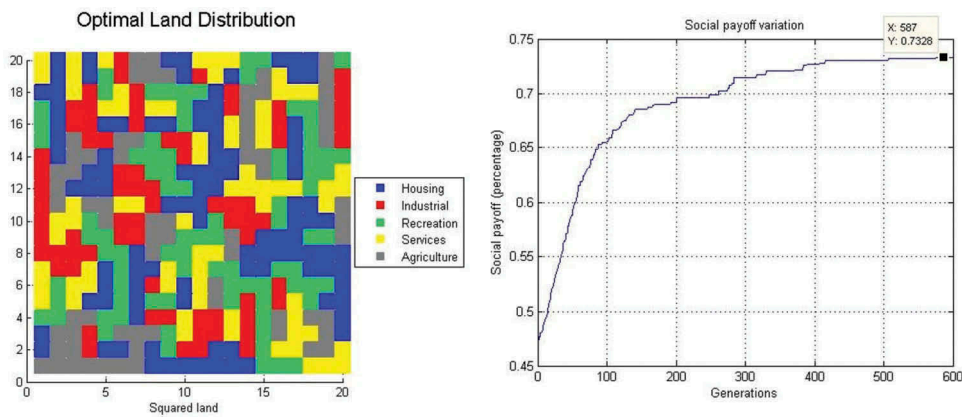 Optimal Land Distribution
20
18
16
14
12
10
8
6
4
2
0
0 5 10 15 20
Squared land
Housing
Industrial
Recreation
Services
Agriculture
Social payoff variation
X: 587
Y: 0.7328
0.75
0.7
0.65
0.6
0.55
0.5
0.45
0 100 200 300 400 500 600
Social payoff (percentage)
Generations